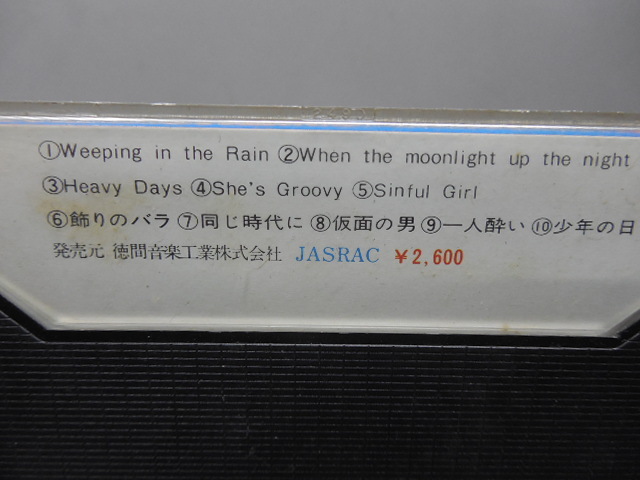 ①Weeping in the Rain ②When the moonlight up the night
③Heavy Days ④She's Groovy ⑤Sinful Girl
⑥飾りのバラ ⑦同じ時代に ⑧仮面の男 ⑨一人酔い ⑩少年の日
発売元 徳間音楽工業株式会社 JASRAC ¥2,600